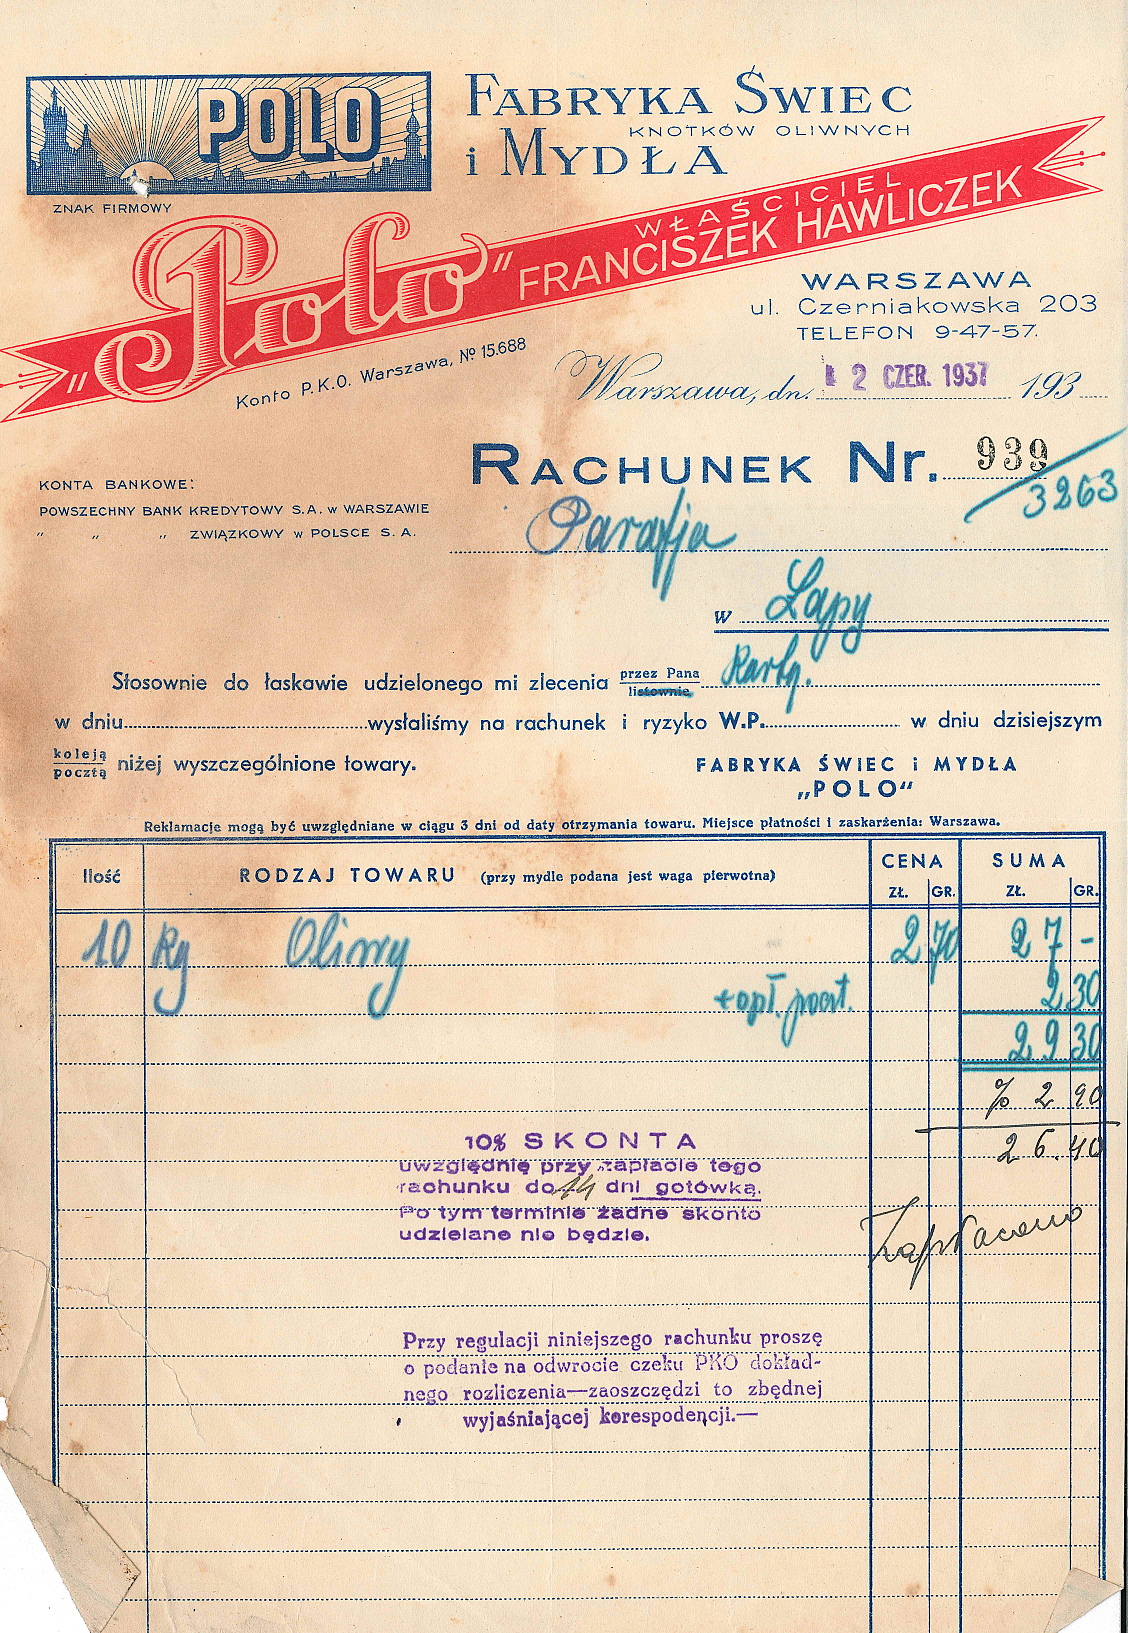 POLO
ZNAK FIRMOWY
FABRYKA ŚWIEC
KNOTKÓW OLIWNYCH
i MYDŁA
WŁAŚCICIEL
„Polo” FRANCISZEK HAWLICZEK
WARSZAWA
ul. Czerniakowska 203
TELEFON 9-47-57.
Konto P.K.O. Warszawa, Nº 15.688
Warszawa, dn. 2 CZER. 1937 193
RACHUNEK Nr. 939
/3263
KONTA BANKOWE:
POWSZECHNY BANK KREDYTOWY S.A. w WARSZAWIE
" " " ZWIĄZKOWY w POLSCE S. A.
Parafja
w Łapy
Stosownie do łaskawie udzielonego mi zlecenia przez Pana
listownie
Kartą.
w dniu wysłaliśmy na rachunek i ryzyko W.P. w dniu dzisiejszym
koleją
pocztą niżej wyszczególnione towary.
FABRYKA ŚWIEC i MYDŁA
„POLO“
Reklamacje mogą być uwzględniane w ciągu 3 dni od daty otrzymania towaru. Miejsce płatności i zaskarżenia: Warszawa.
Ilość RODZAJ TOWARU (przy mydle podana jest waga pierwotna) CENA SUMA
ZŁ. GR. ZŁ. GR.
10 kg Oliwy 2 70 27 -
+ opł. poczt. 2 30
29 30
% 2 90
26.40
10% SKONTA
uwzględnię przy zapłacie tego
rachunku do 14 dni gotówką.
Po tym terminie żadne skonto
udzielane nie będzie.
Zapłacono
Przy regulacji niniejszego rachunku proszę
o podanie na odwrocie czeku PKO dokład-
nego rozliczenia—zaoszczędzi to zbędnej
wyjaśniającej korespodencji.—